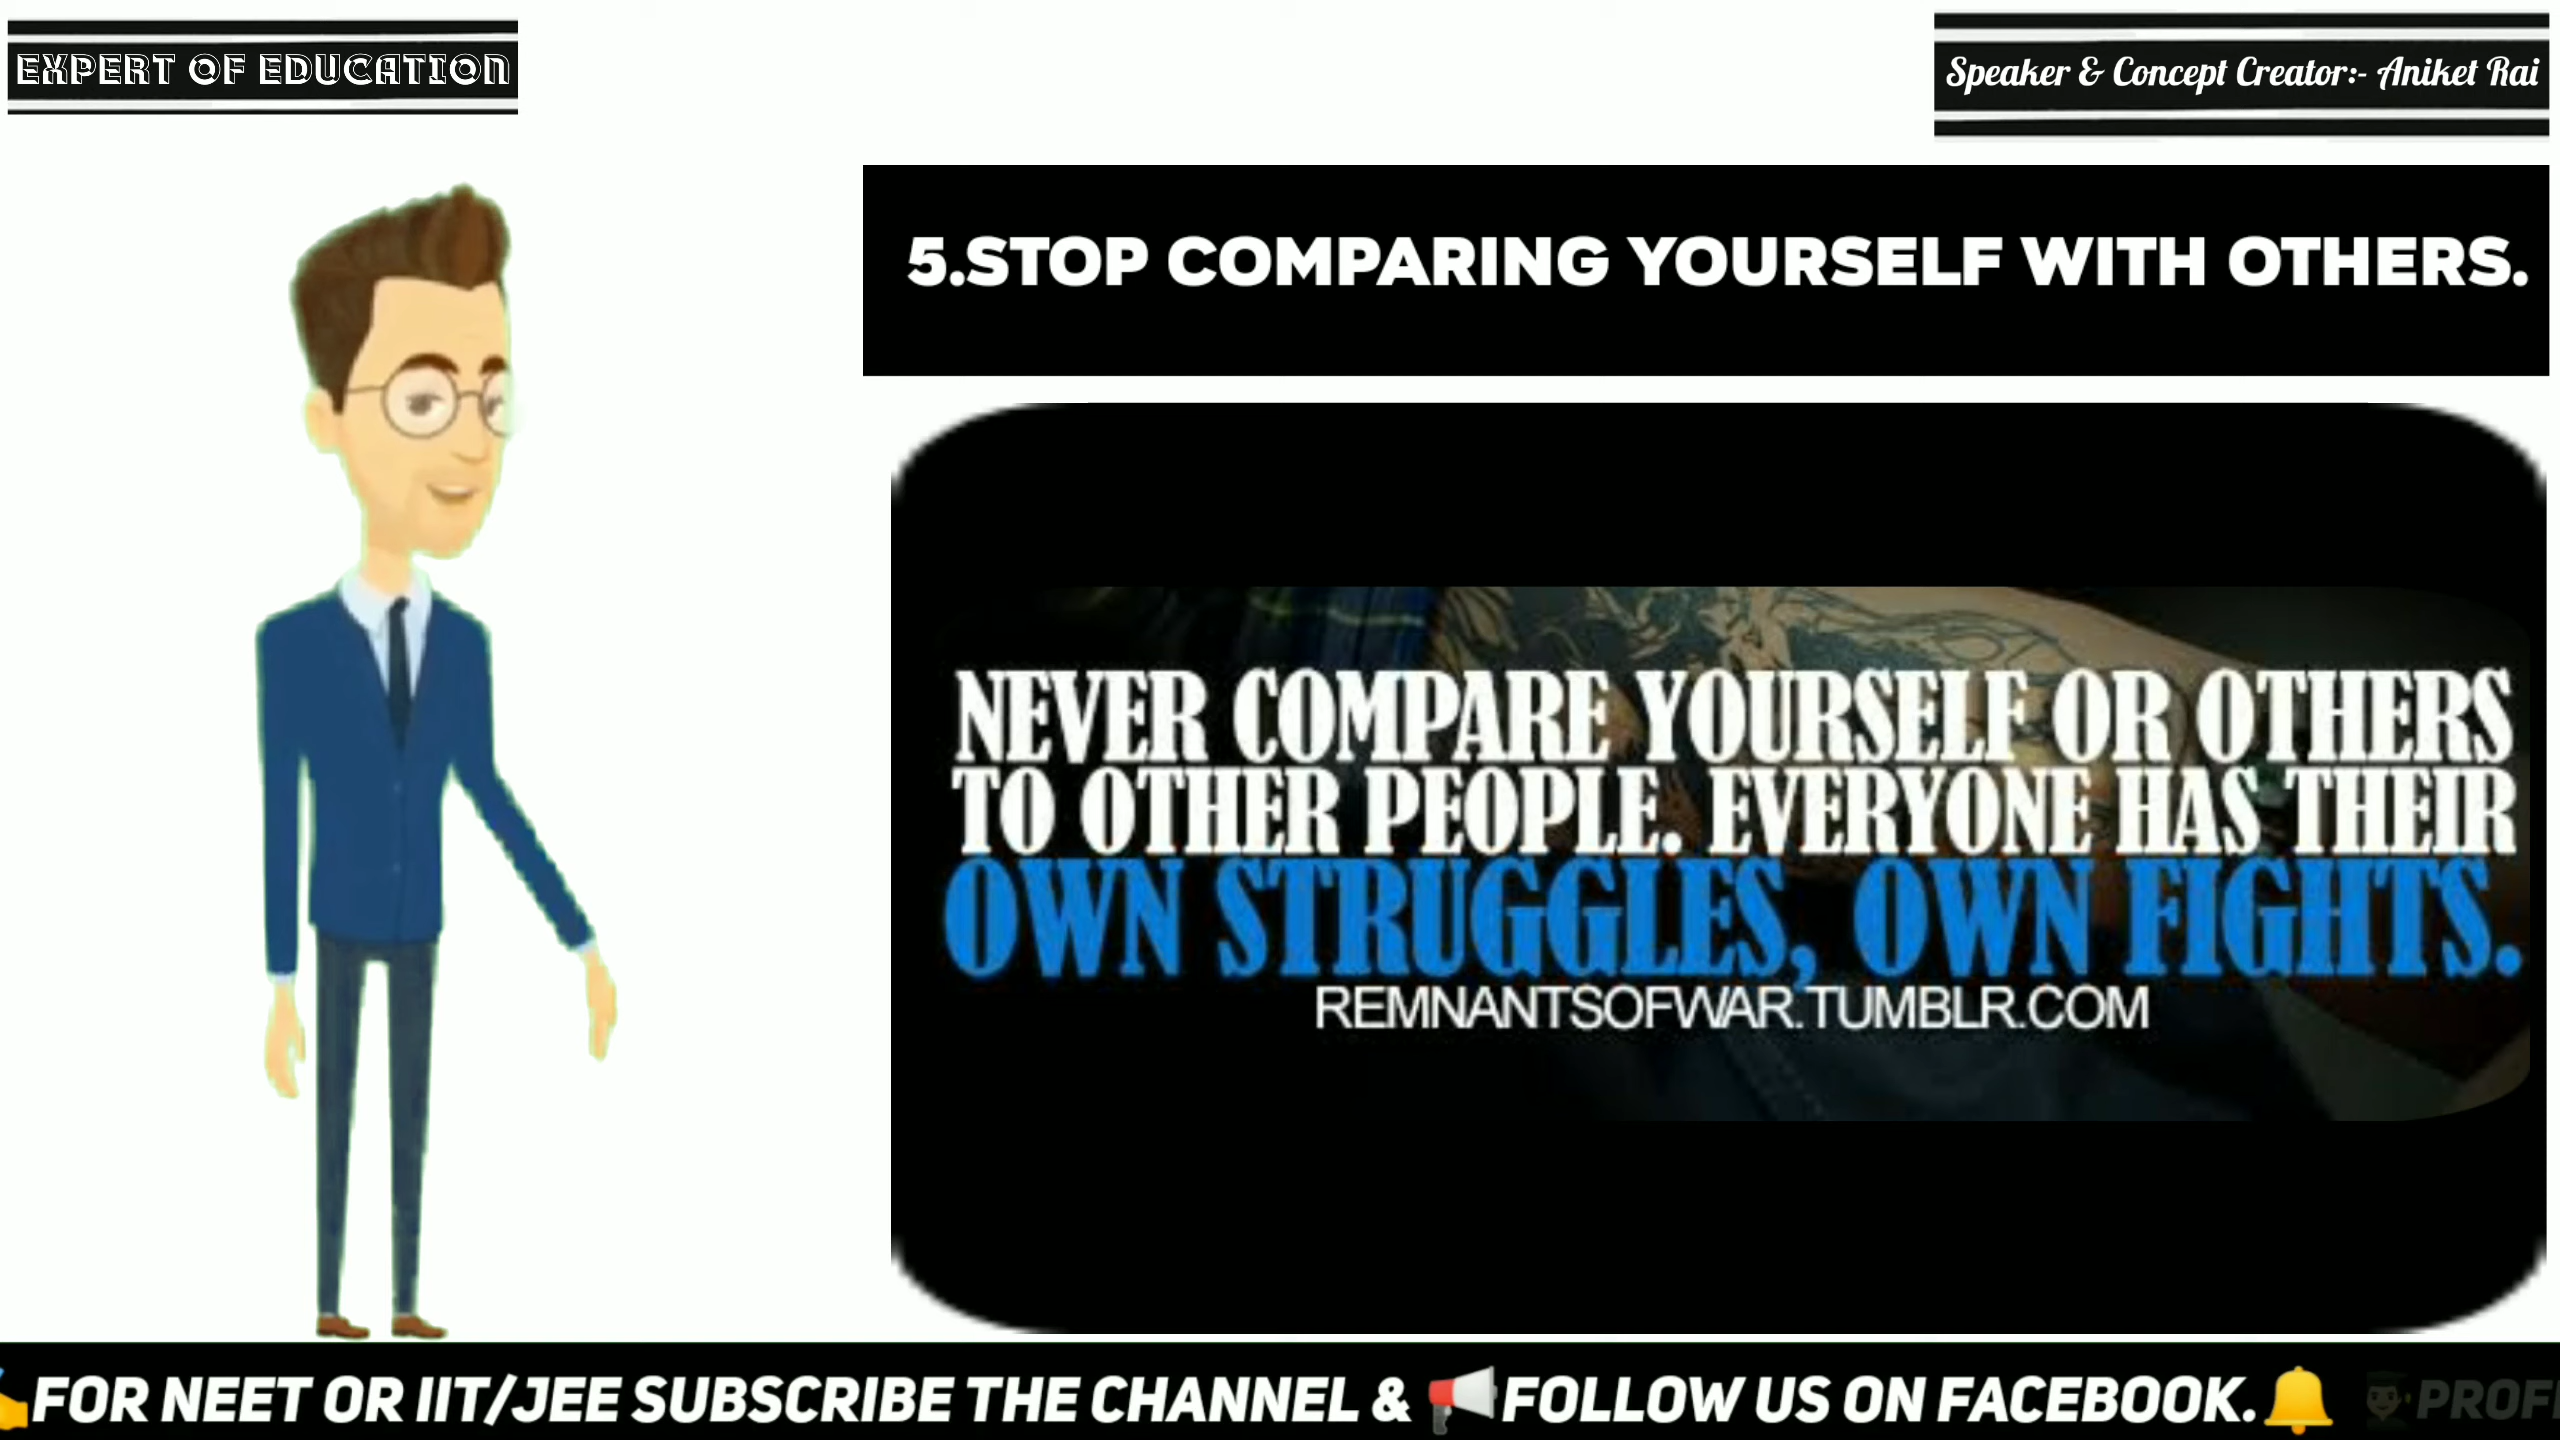 EXPERT OF EDUCATION
Speaker & Concept Creator:- Aniket Rai
5.STOP COMPARING YOURSELF WITH OTHERS.
NEVER COMPARE YOURSELF OR OTHERS
TO OTHER PEOPLE. EVERYONE HAS THEIR
OWN STRUGGLES, OWN FIGHTS.
REMNANTSOFWAR.TUMBLR.COM
FOR NEET OR IIT/JEE SUBSCRIBE THE CHANNEL & FOLLOW US ON FACEBOOK.